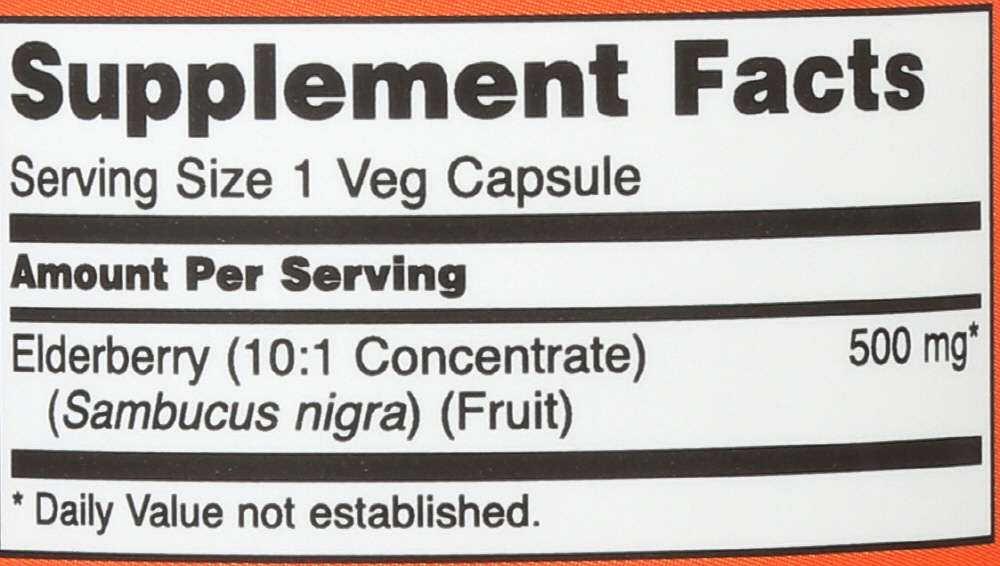 Supplement Facts
Serving Size 1 Veg Capsule
Amount Per Serving
Elderberry (10:1 Concentrate) 500 mg*
(Sambucus nigra) (Fruit)
* Daily Value not established.